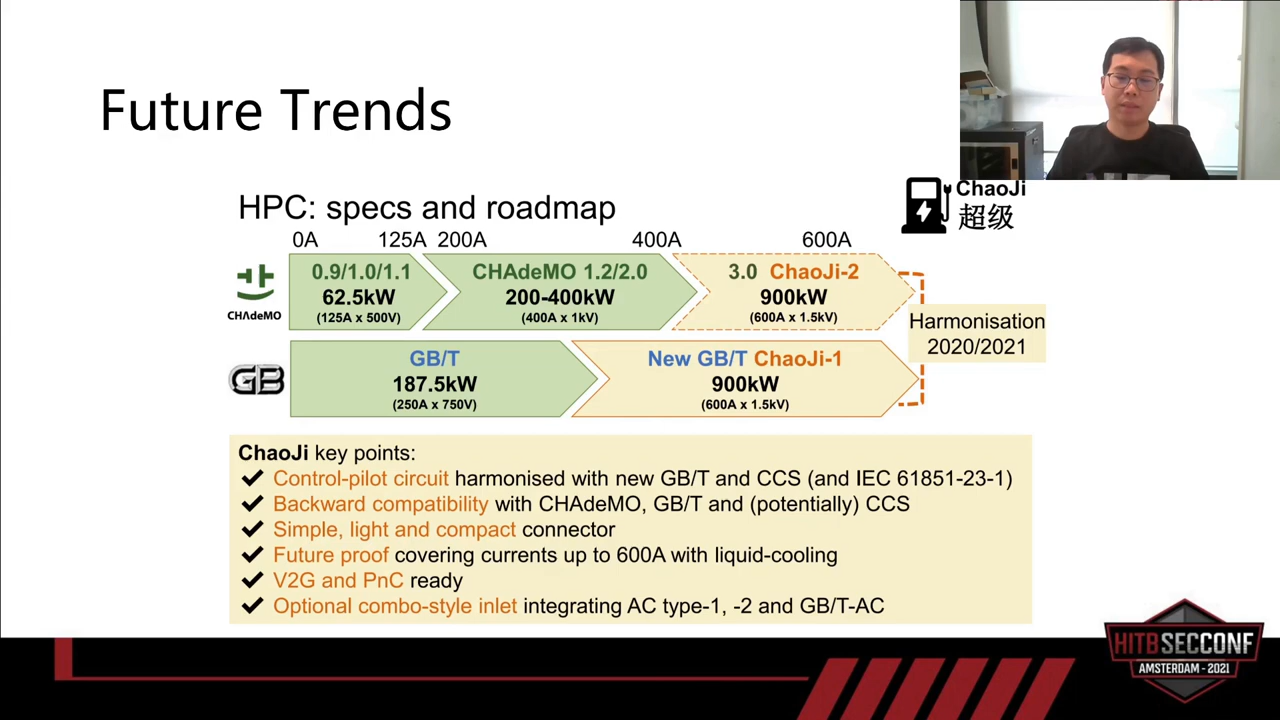 Future Trends
ChaoJi
超级
HPC: specs and roadmap
0A 125A 200A 400A 600A
0.9/1.0/1.1 CHAdeMO 1.2/2.0 3.0 ChaoJi-2
62.5kW 200-400kW 900kW
(125A x 500V) (400A x 1kV) (600A x 1.5kV)
CHAdeMO
Harmonisation
2020/2021
GB/T New GB/T ChaoJi-1
GB 187.5kW 900kW
(250A x 750V) (600A x 1.5kV)
ChaoJi key points:
✔ Control-pilot circuit harmonised with new GB/T and CCS (and IEC 61851-23-1)
✔ Backward compatibility with CHAdeMO, GB/T and (potentially) CCS
✔ Simple, light and compact connector
✔ Future proof covering currents up to 600A with liquid-cooling
✔ V2G and PnC ready
✔ Optional combo-style inlet integrating AC type-1, -2 and GB/T-AC
HITBSECCONF
AMSTERDAM - 2021